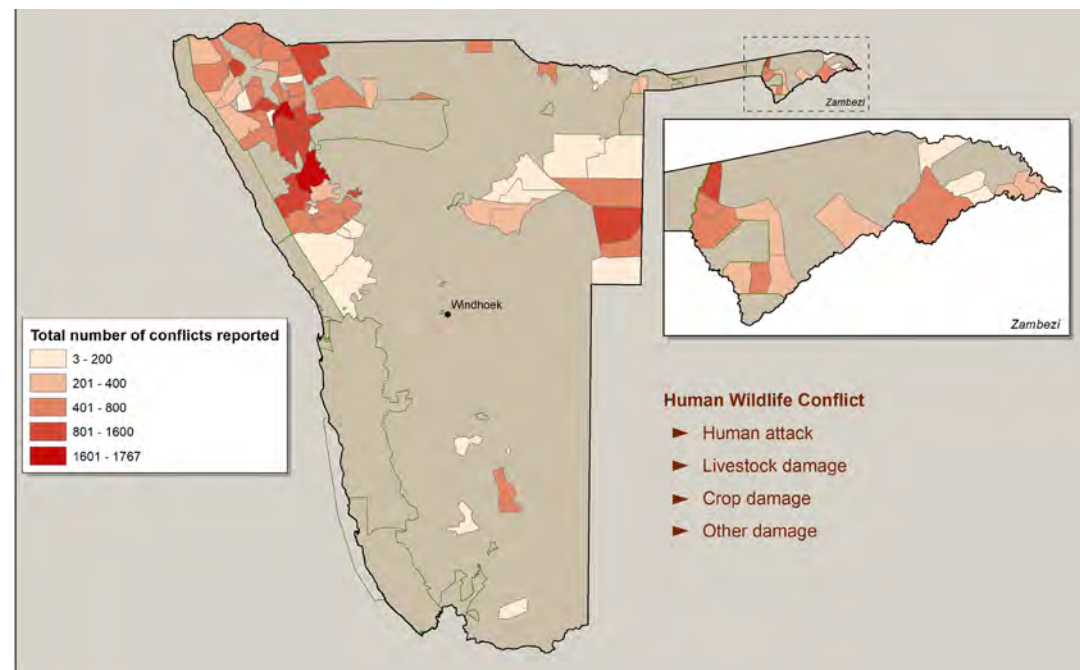 Zambezi
Windhoek
Zambezi
Total number of conflicts reported
3 - 200
201 - 400
401 - 800
801 - 1600
1601 - 1767
Human Wildlife Conflict
► Human attack
► Livestock damage
► Crop damage
► Other damage